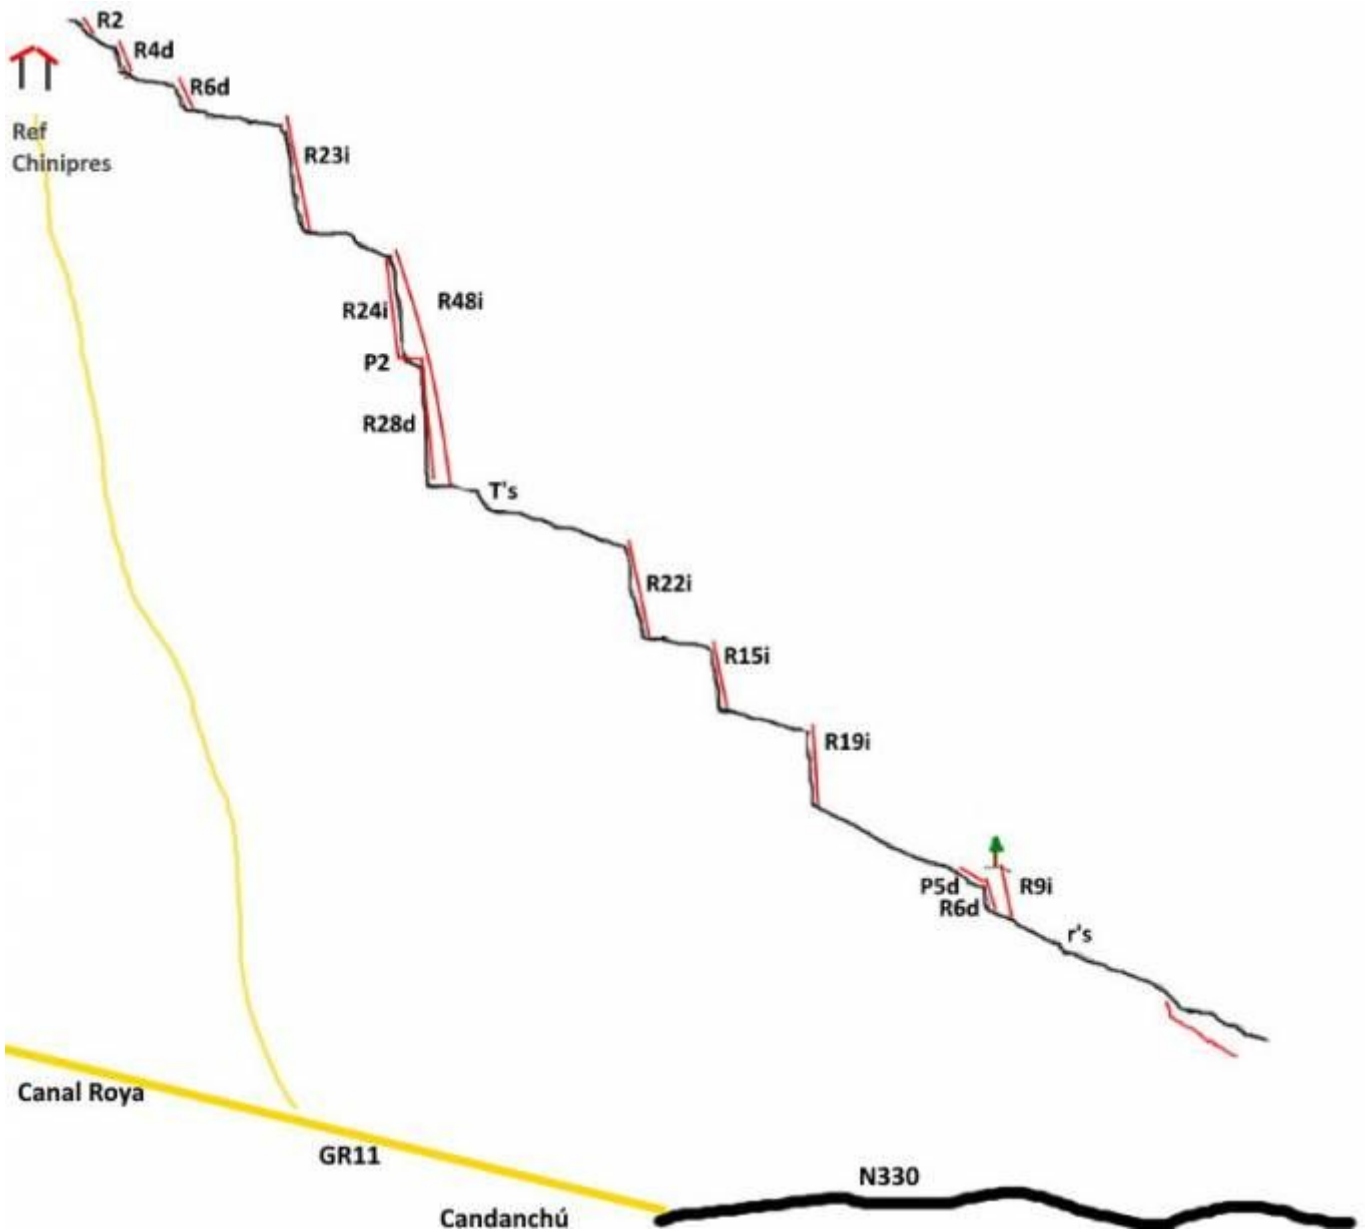 R2
R4d
R6d
Ref
Chinipres
R23i
R48i
R24i
P2
R28d
T's
R22i
R15i
R19i
P5d
R9i
R6d
r's
Canal Roya
GR11
N330
Candanchú